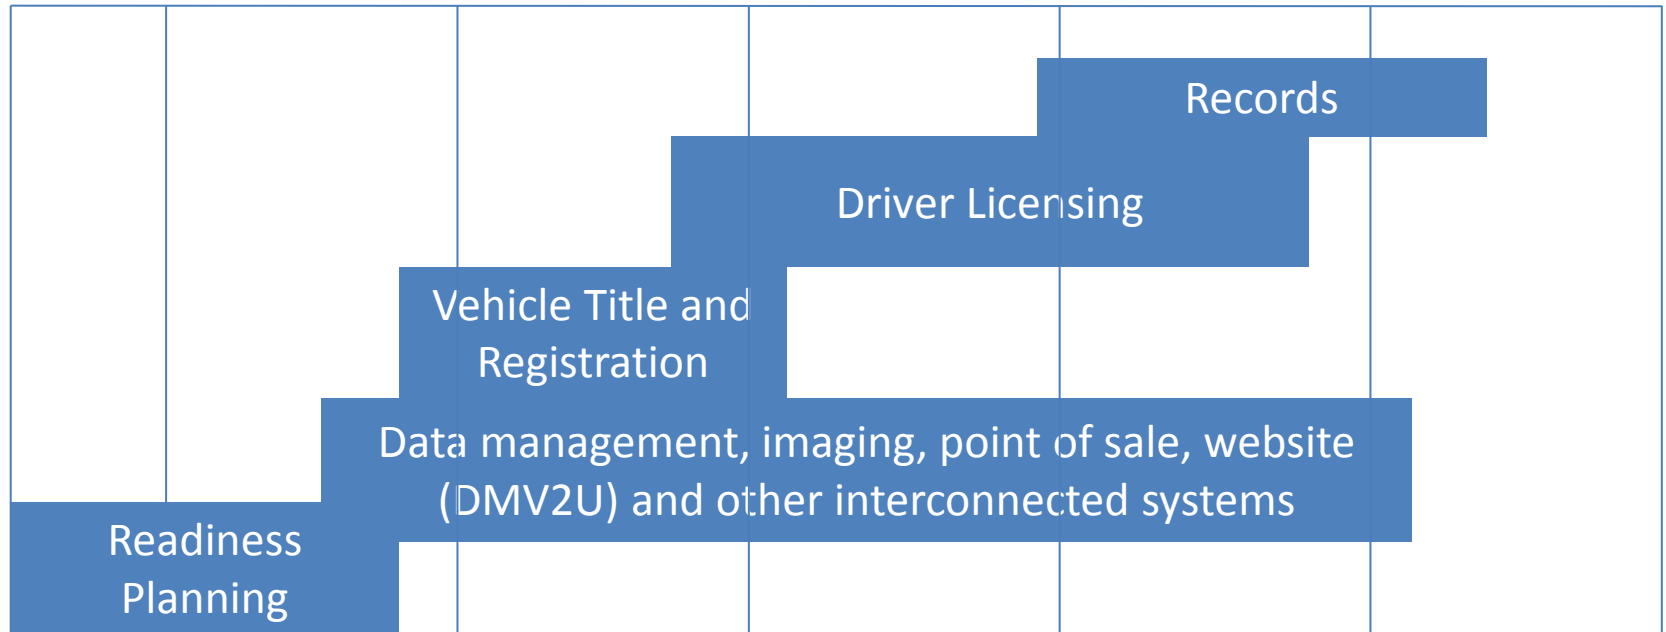 Records
Driver Licensing
Vehicle Title and
Registration
Data management, imaging, point of sale, website
(DMV2U) and other interconnected systems
Readiness
Planning